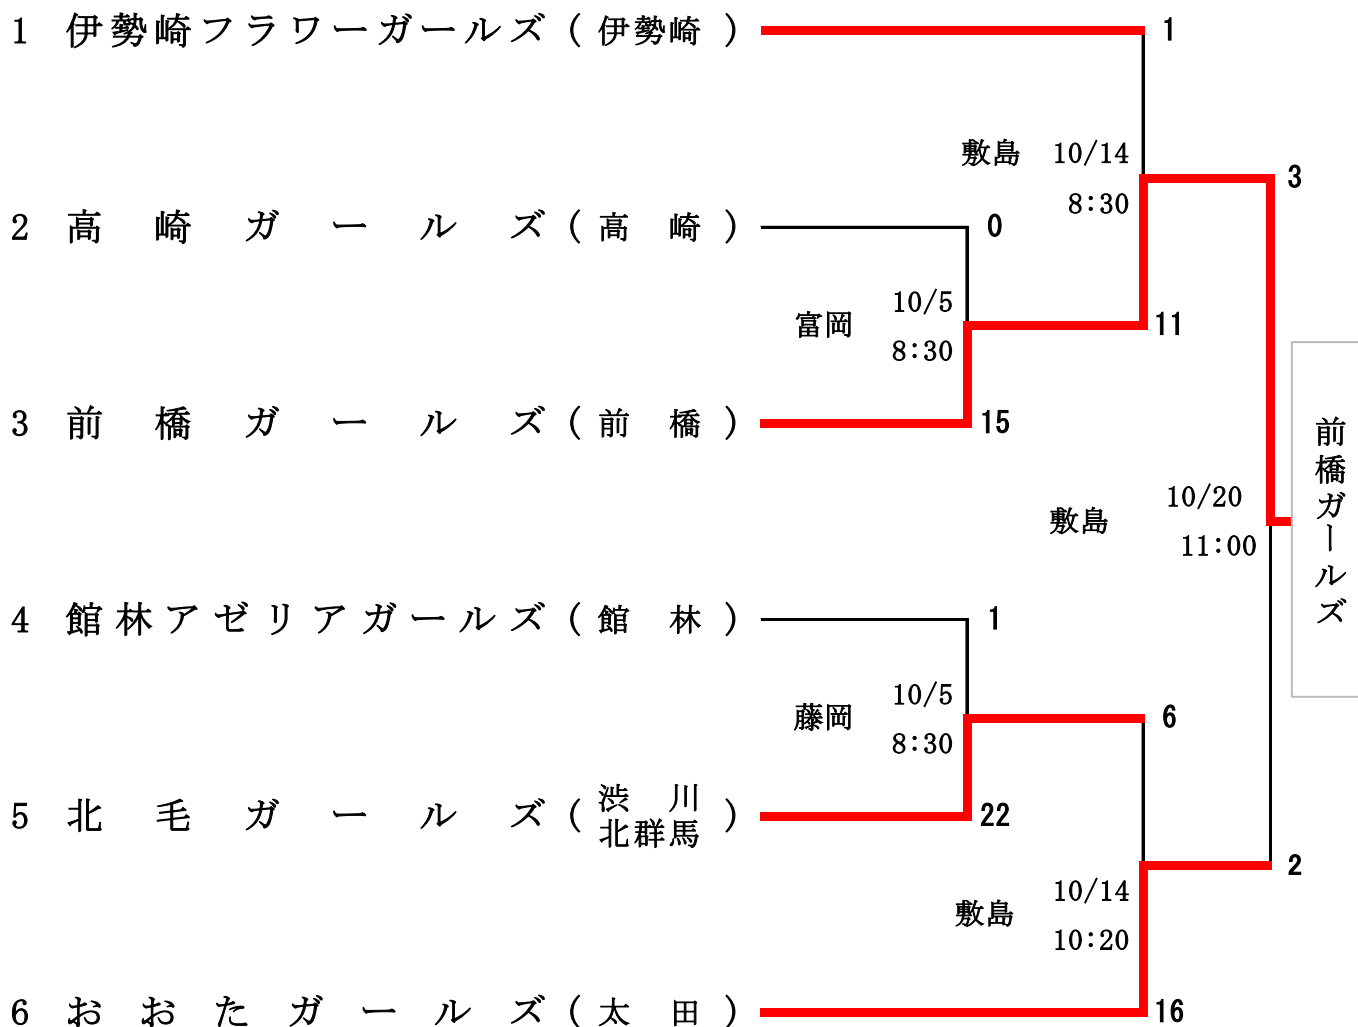 1 伊勢崎フラワーガールズ ( 伊勢崎 ) 1
敷島 10/14
8:30
3
2 高崎ガールズ ( 高崎 ) 0
富岡 10/5
8:30
11
3 前橋ガールズ ( 前橋 ) 15
敷島 10/20
11:00
前橋ガールズ
4 館林アゼリアガールズ ( 館林 ) 1
藤岡 10/5
8:30
6
5 北毛ガールズ ( 渋川
北群馬 ) 22
2
敷島 10/14
10:20
6 おおたガールズ ( 太田 ) 16